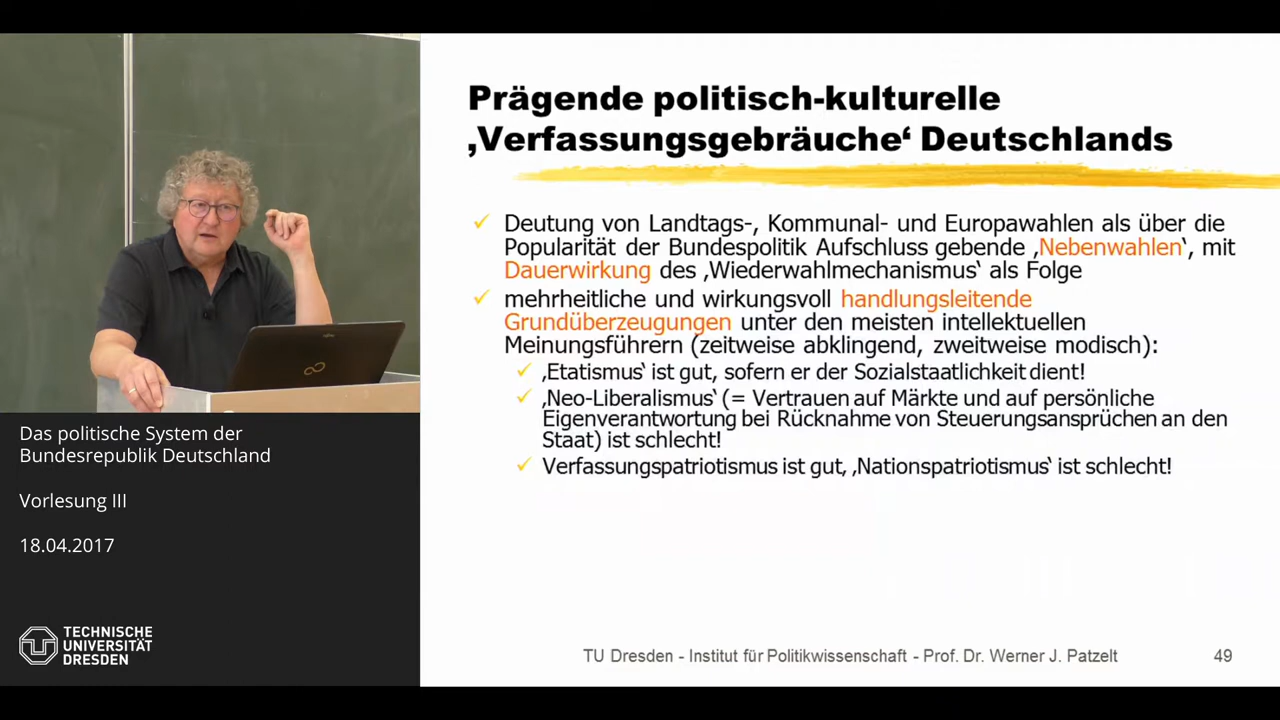 Prägende politisch-kulturelle
‚Verfassungsgebräuche‘ Deutschlands
Deutung von Landtags-, Kommunal- und Europawahlen als über die
Popularität der Bundespolitik Aufschluss gebende ‚Nebenwahlen‘, mit
Dauerwirkung des ‚Wiederwahlmechanismus‘ als Folge
mehrheitliche und wirkungsvoll handlungsleitende
Grundüberzeugungen unter den meisten intellektuellen
Meinungsführern (zeitweise abklingend, zweitweise modisch):
‚Etatismus‘ ist gut, sofern er der Sozialstaatlichkeit dient!
‚Neo-Liberalismus‘ (= Vertrauen auf Märkte und auf persönliche
Eigenverantwortung bei Rücknahme von Steuerungsansprüchen an den
Staat) ist schlecht!
Verfassungspatriotismus ist gut, ‚Nationspatriotismus‘ ist schlecht!
Das politische System der
Bundesrepublik Deutschland
Vorlesung III
18.04.2017
TECHNISCHE
UNIVERSITÄT
DRESDEN
TU Dresden - Institut für Politikwissenschaft - Prof. Dr. Werner J. Patzelt
49